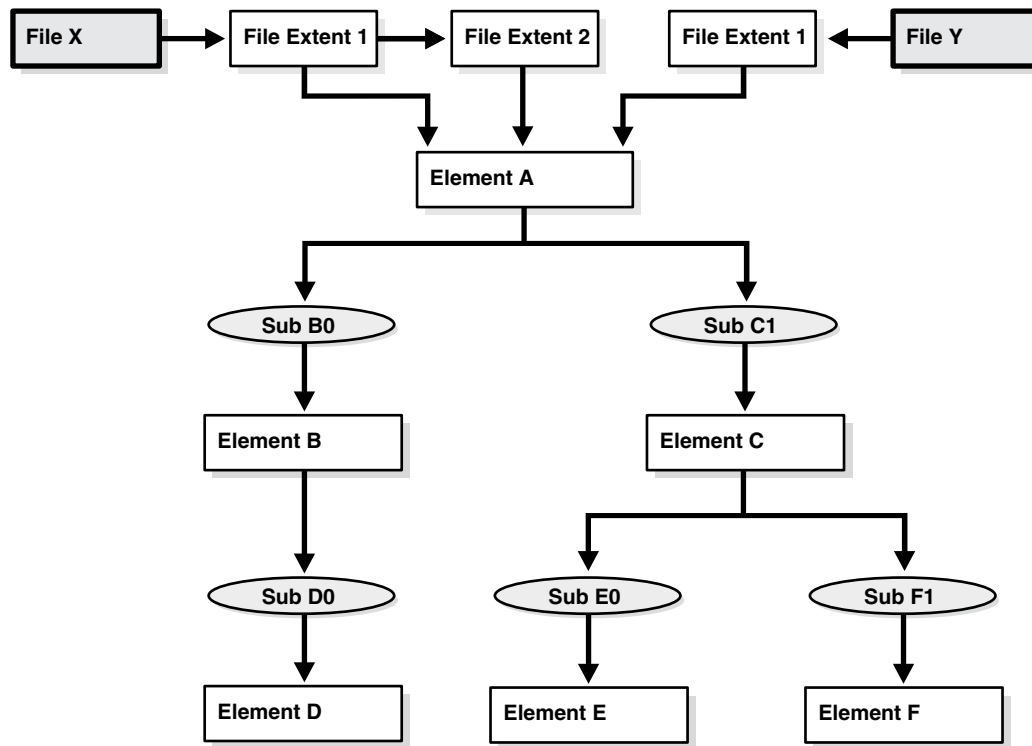 File X
File Extent 1
File Extent 2
File Extent 1
File Y
Element A
Sub B0
Sub C1
Element B
Element C
Sub D0
Sub E0
Sub F1
Element D
Element E
Element F